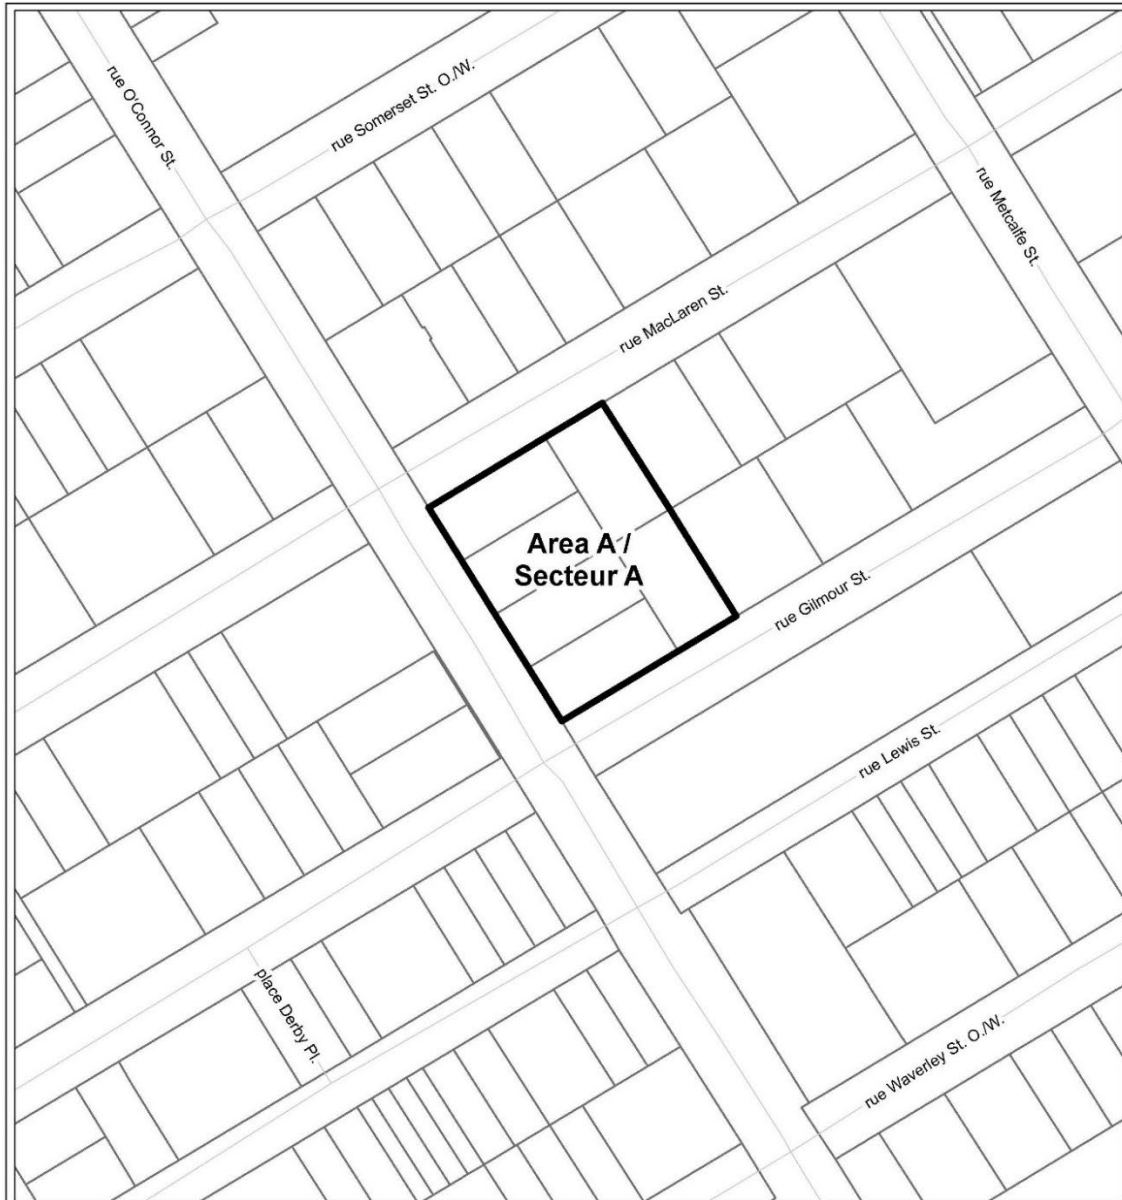 rue O'Connor St.
rue Somerset St. O./W.
rue Metcalfe St.
rue MacLaren St.
Area A /
Secteur A
rue Gilmour St.
rue Lewis St.
place Derby Pl.
rue Waverley St. O./W.